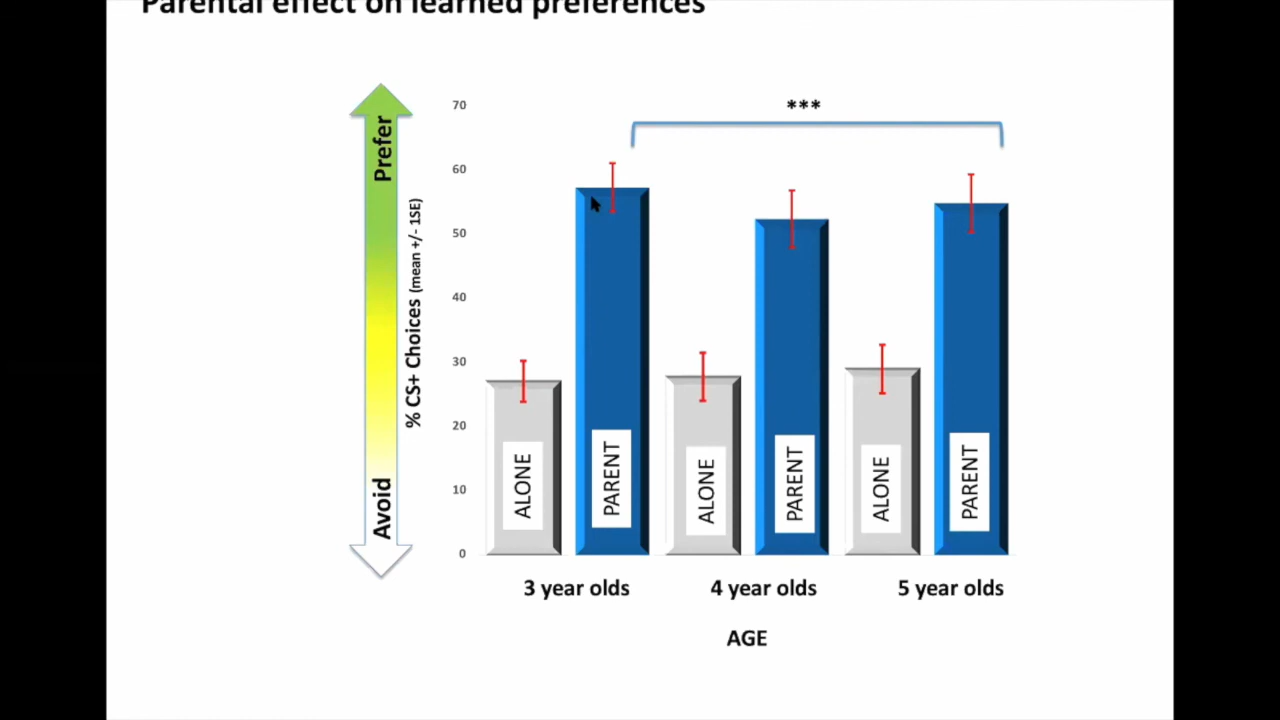 Parental effect on learned preferences
Prefer
Avoid
% CS+ Choices (mean +/- 1SE)
70
60
50
40
30
20
10
0
***
ALONE
PARENT
ALONE
PARENT
ALONE
PARENT
3 year olds
4 year olds
5 year olds
AGE